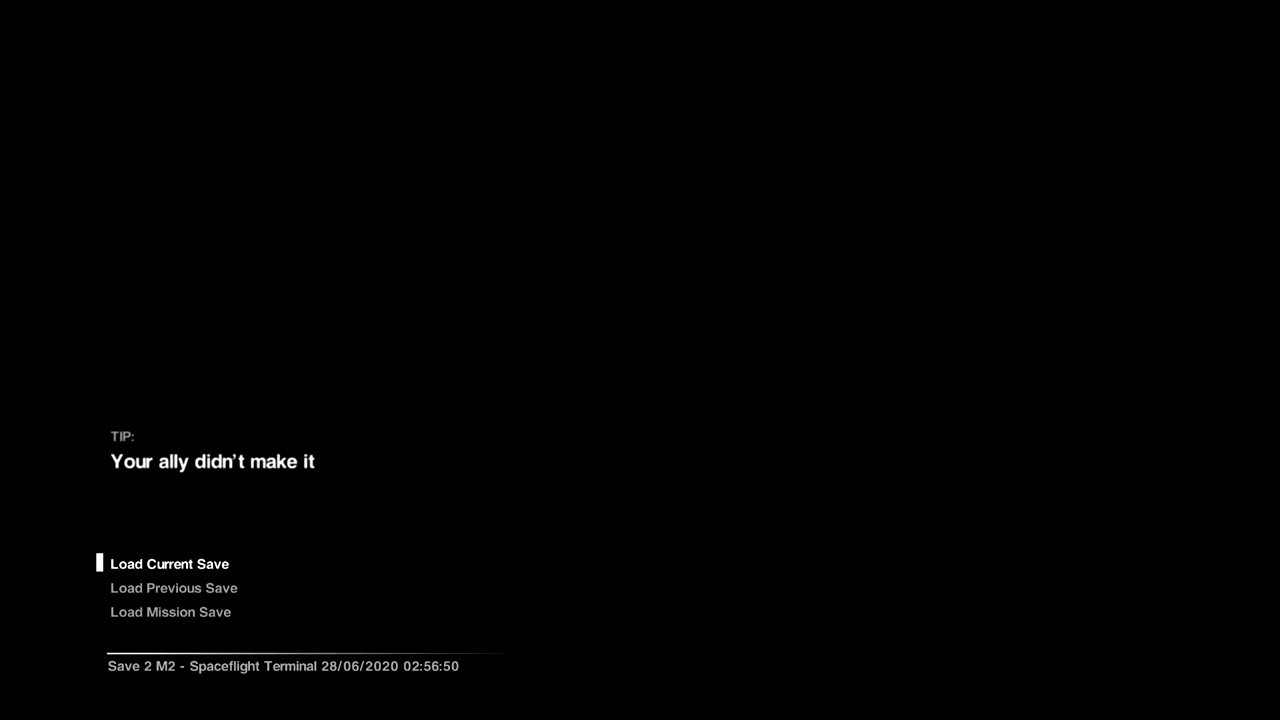 TIP:
Your ally didn't make it
Load Current Save
Load Previous Save
Load Mission Save
Save 2 M2 - Spaceflight Terminal 28/06/2020 02:56:50